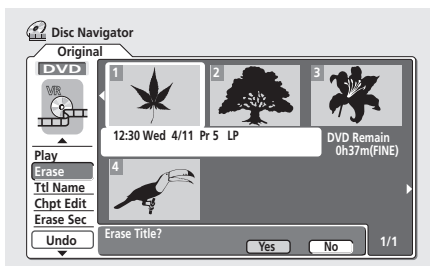 Disc Navigator
Original
DVD
VR
1
2
3
12:30 Wed 4/11 Pr 5 LP
DVD Remain
0h37m(FINE)
4
Play
Erase
Ttl Name
Chpt Edit
Erase Sec
Undo
Erase Title?
Yes
No
1/1